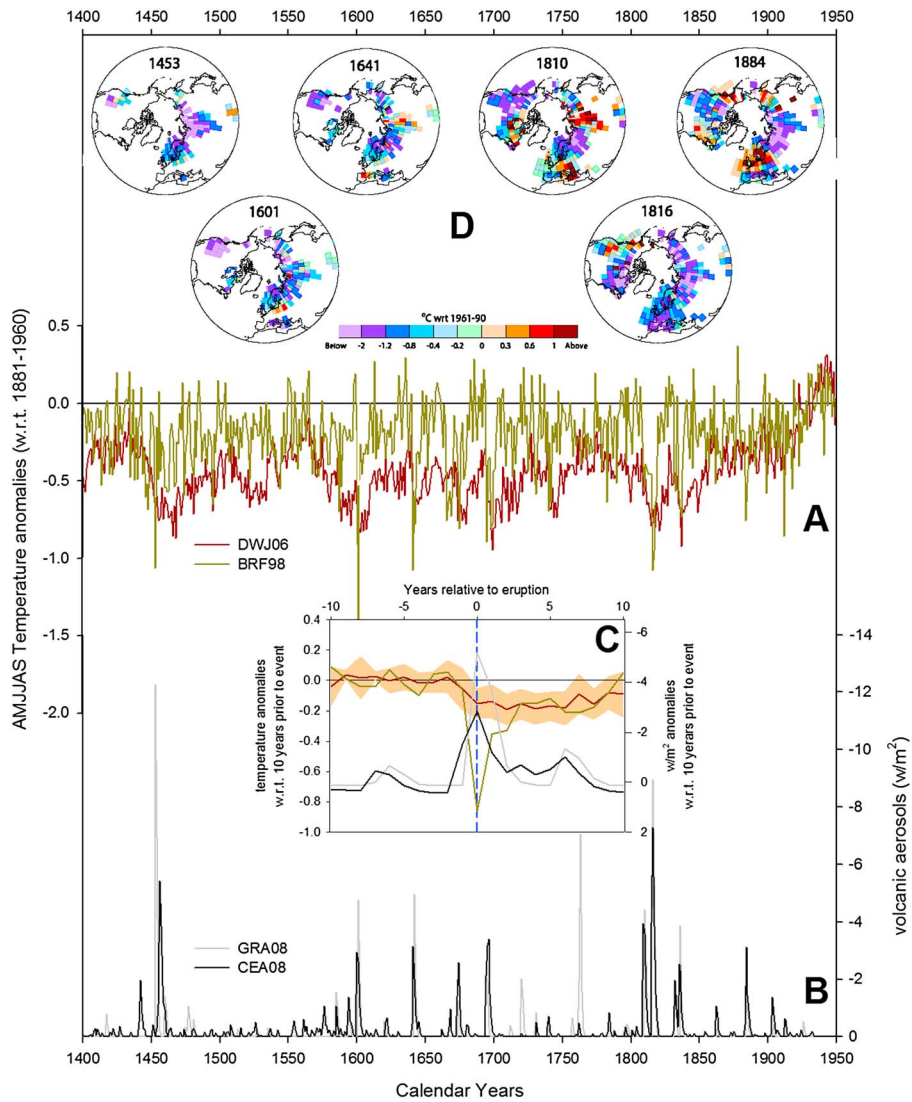 1400 1450 1500 1550 1600 1650 1700 1750 1800 1850 1900 1950
1453
1641
1810
1884
1601
1816
D
°C wrt 1961-90
Below -2 -1.2 -0.8 -0.4 -0.2 0 0.3 0.5 1 Above
AMJJAS Temperature anomalies (w.r.t. 1881-1960)
0.5
0.0
-0.5
-1.0
-1.5
-2.0
A
DWJ06
BRF98
Years relative to eruption
-10 -5 0 5 10
C
temperature anomalies
w.r.t. 10 years prior to event
0.4
0.2
0.0
-0.2
-0.4
-0.6
-0.8
-1.0
-6
-4
-2
0
2
w/m² anomalies
w.r.t. 10 yerars prior to event
-14
-12
-10
-8
-6
-4
-2
0
volcanic aerosols (w/m²)
GRA08
CEA08
B
1400 1450 1500 1550 1600 1650 1700 1750 1800 1850 1900 1950
Calendar Years